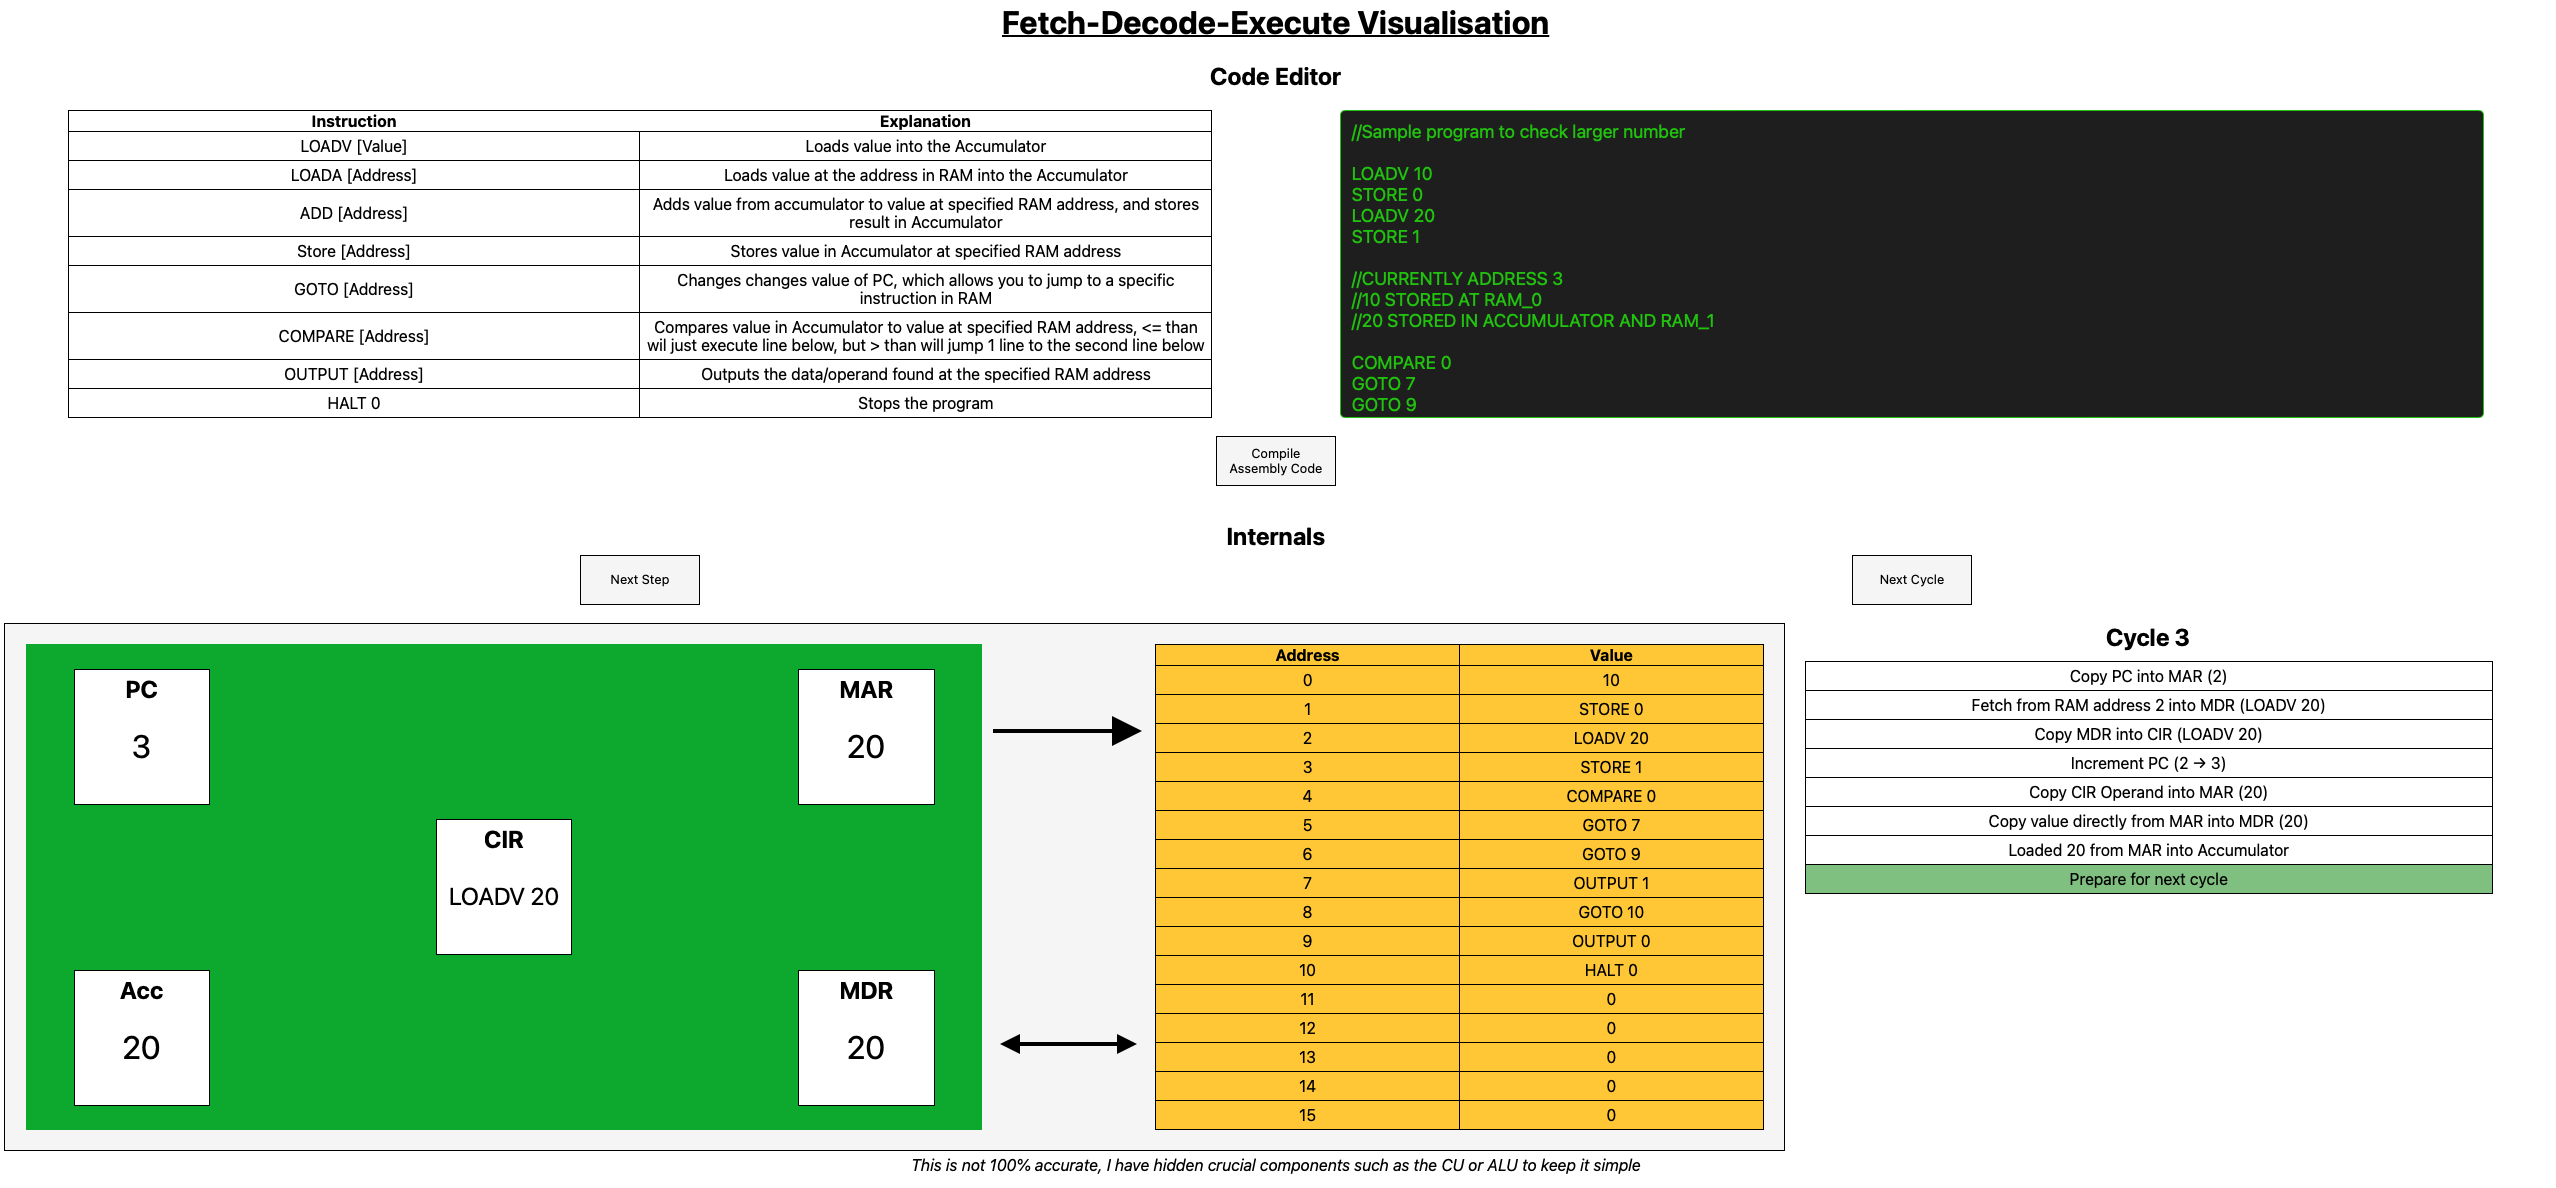 Fetch-Decode-Execute Visualisation
Code Editor
Instruction Explanation
LOADV [Value] Loads value into the Accumulator
LOADA [Address] Loads value at the address in RAM into the Accumulator
ADD [Address] Adds value from accumulator to value at specified RAM address, and stores
result in Accumulator
Store [Address] Stores value in Accumulator at specified RAM address
GOTO [Address] Changes changes value of PC, which allows you to jump to a specific
instruction in RAM
COMPARE [Address] Compares value in Accumulator to value at specified RAM address, <= than
wil just execute line below, but > than will jump 1 line to the second line below
OUTPUT [Address] Outputs the data/operand found at the specified RAM address
HALT 0 Stops the program
//Sample program to check larger number
LOADV 10
STORE 0
LOADV 20
STORE 1
//CURRENTLY ADDRESS 3
//10 STORED AT RAM_0
//20 STORED IN ACCUMULATOR AND RAM_1
COMPARE 0
GOTO 7
GOTO 9
Compile
Assembly Code
Internals
Next Step
Next Cycle
PC
3
MAR
20
CIR
LOADV 20
Acc
20
MDR
20
Address Value
0 10
1 STORE 0
2 LOADV 20
3 STORE 1
4 COMPARE 0
5 GOTO 7
6 GOTO 9
7 OUTPUT 1
8 GOTO 10
9 OUTPUT 0
10 HALT 0
11 0
12 0
13 0
14 0
15 0
Cycle 3
Copy PC into MAR (2)
Fetch from RAM address 2 into MDR (LOADV 20)
Copy MDR into CIR (LOADV 20)
Increment PC (2 → 3)
Copy CIR Operand into MAR (20)
Copy value directly from MAR into MDR (20)
Loaded 20 from MAR into Accumulator
Prepare for next cycle
This is not 100% accurate, I have hidden crucial components such as the CU or ALU to keep it simple